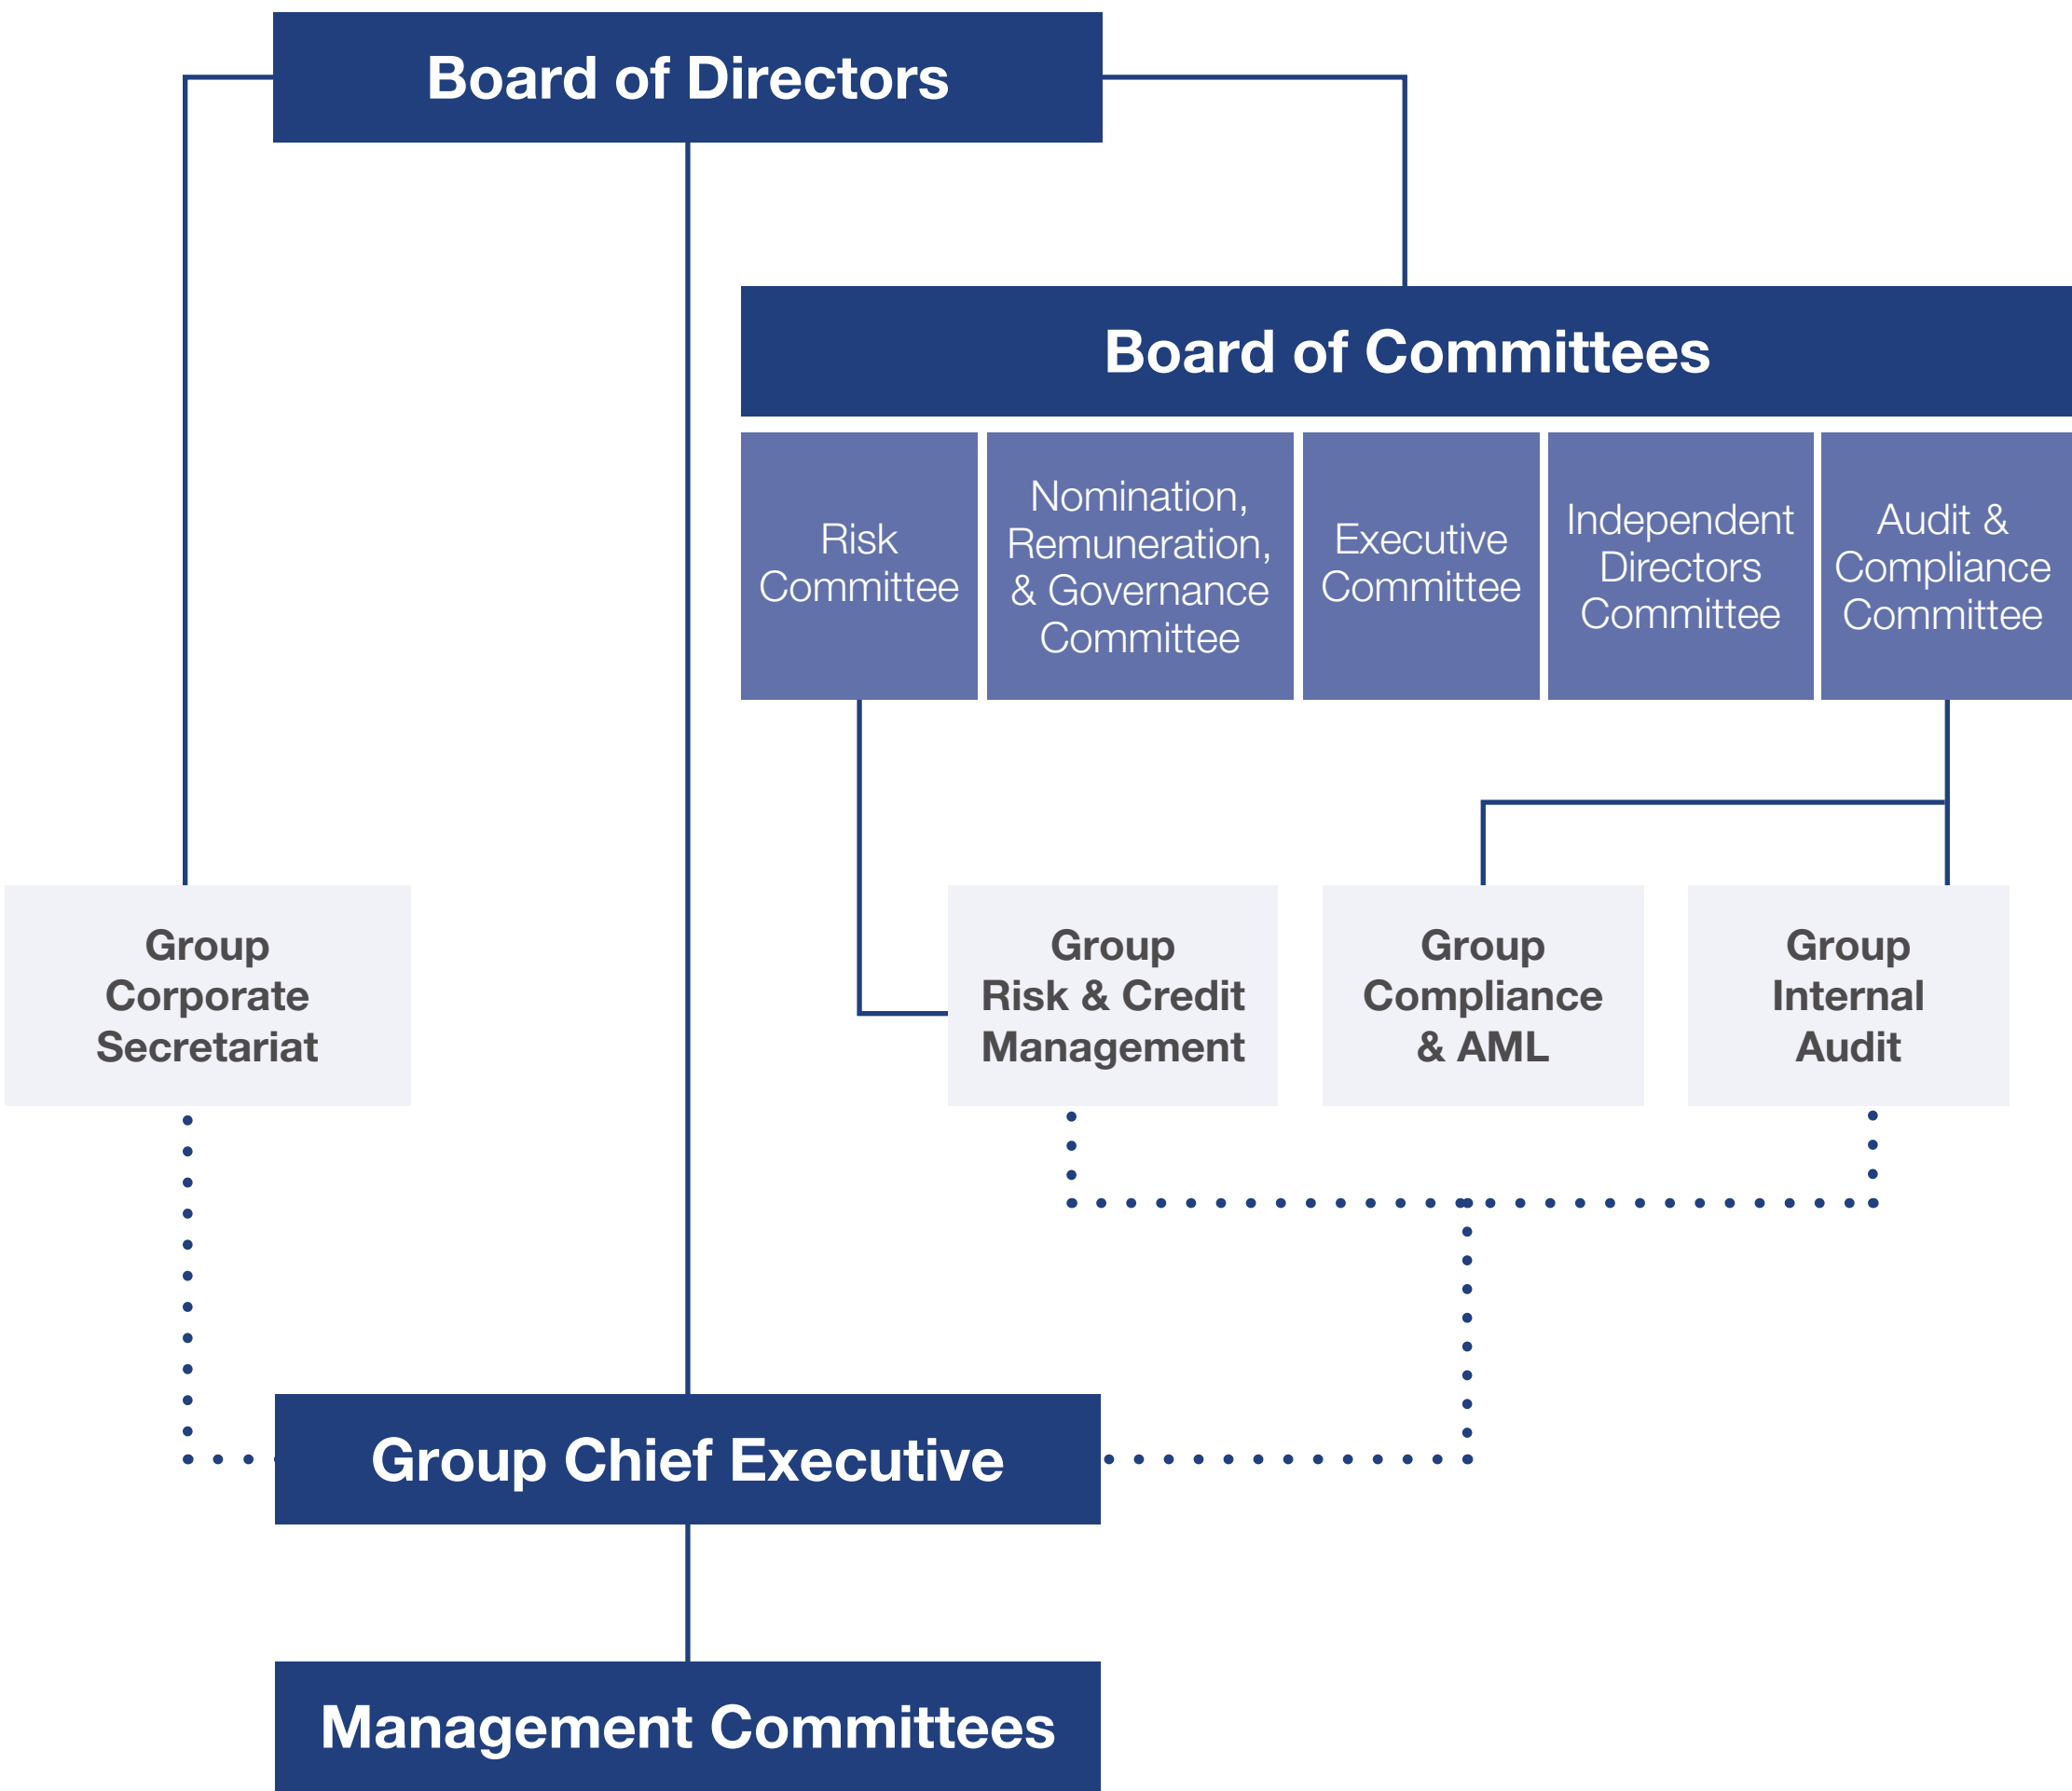 Board of Directors
Board of Committees
Risk
Committee
Nomination,
Remuneration,
& Governance
Committee
Executive
Committee
Independent
Directors
Committee
Audit &
Compliance
Committee
Group
Corporate
Secretariat
Group
Risk & Credit
Management
Group
Compliance
& AML
Group
Internal
Audit
Group Chief Executive
Management Committees